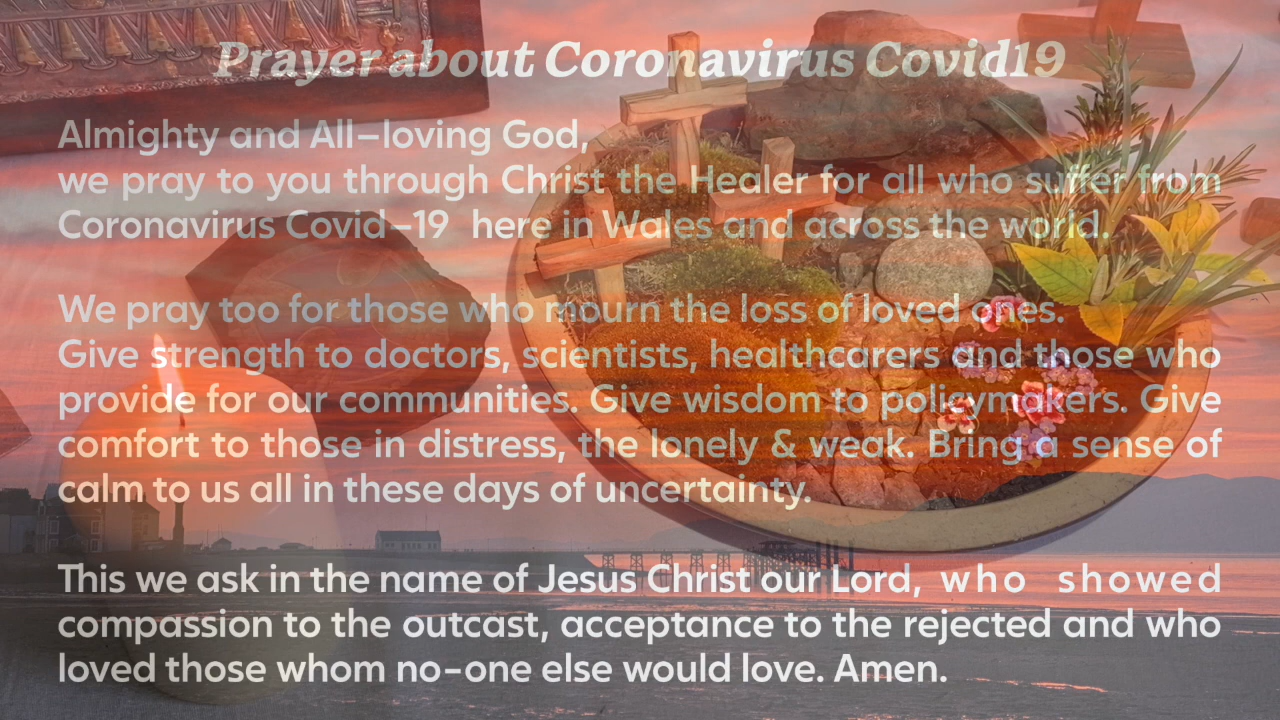 Prayer about Coronavirus Covid19
Almighty and All–loving God,
we pray to you through Christ the Healer for all who suffer from
Coronavirus Covid–19 here in Wales and across the world.
We pray too for those who mourn the loss of loved ones.
Give strength to doctors, scientists, healthcarers and those who
provide for our communities. Give wisdom to policymakers. Give
comfort to those in distress, the lonely & weak. Bring a sense of
calm to us all in these days of uncertainty.
This we ask in the name of Jesus Christ our Lord, who showed
compassion to the outcast, acceptance to the rejected and who
loved those whom no–one else would love. Amen.